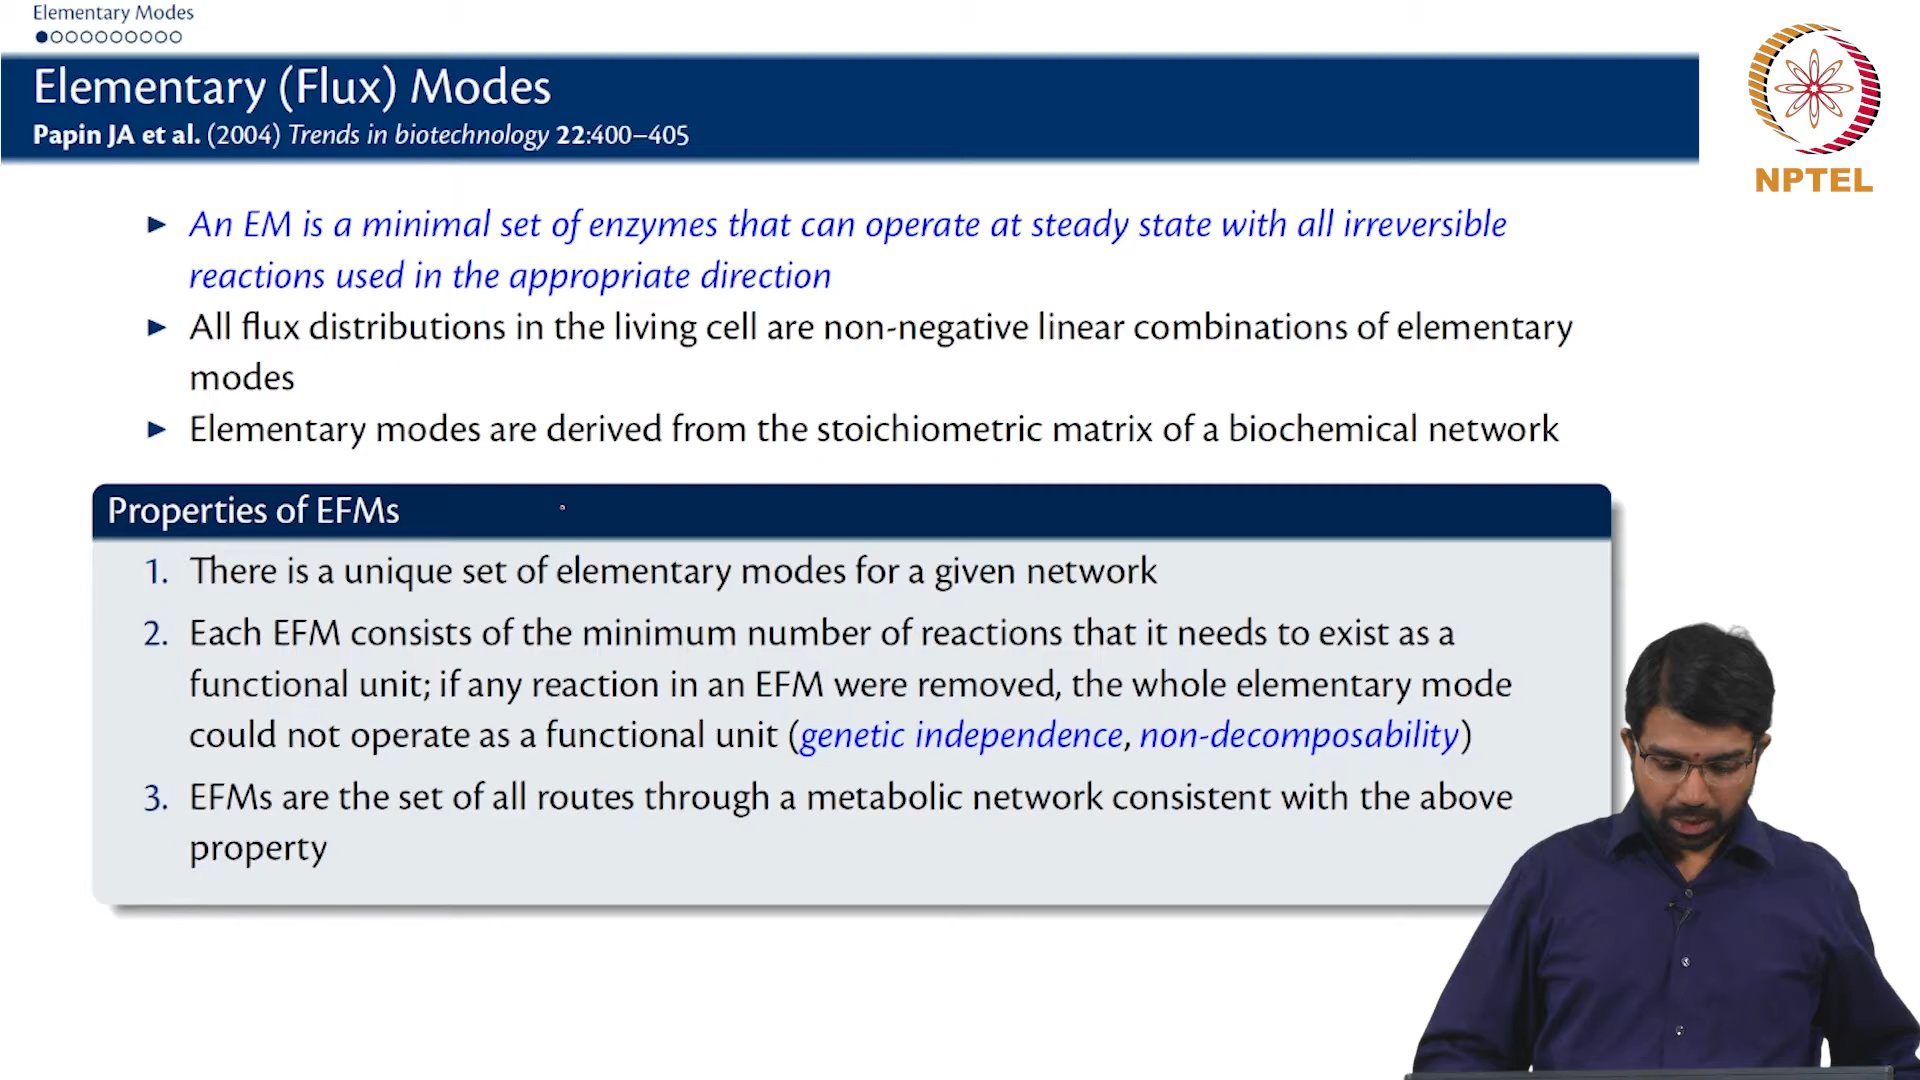 Elementary Modes
Elementary (Flux) Modes
Papin JA et al. (2004) Trends in biotechnology 22:400–405
NPTEL
► An EM is a minimal set of enzymes that can operate at steady state with all irreversible
reactions used in the appropriate direction
► All flux distributions in the living cell are non-negative linear combinations of elementary
modes
► Elementary modes are derived from the stoichiometric matrix of a biochemical network
Properties of EFMs
1. There is a unique set of elementary modes for a given network
2. Each EFM consists of the minimum number of reactions that it needs to exist as a
functional unit; if any reaction in an EFM were removed, the whole elementary mode
could not operate as a functional unit (genetic independence, non-decomposability)
3. EFMs are the set of all routes through a metabolic network consistent with the above
property